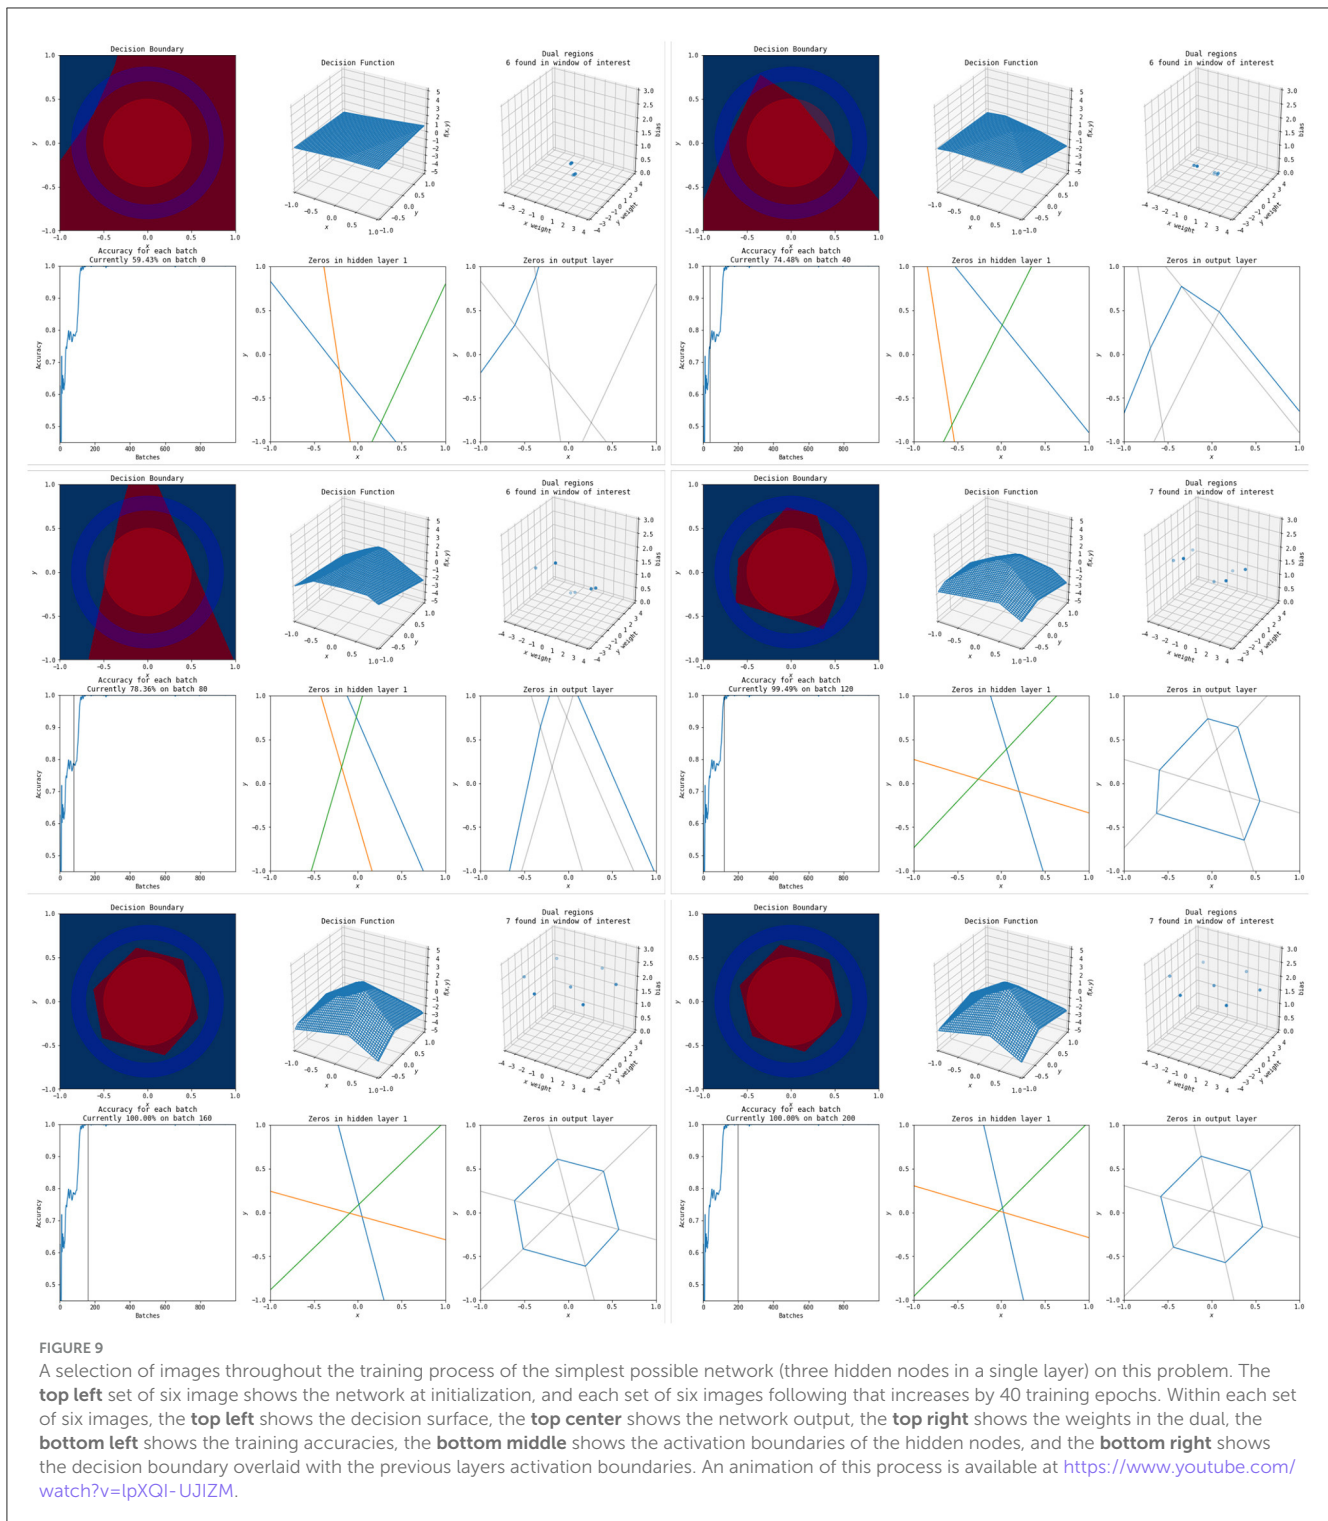 Decision Boundary
Decision Function
Dual regions
6 found in window of interest
Accuracy for each batch
Currently 59.43% on batch 0
Zeros in hidden layer 1
Zeros in output layer
Decision Boundary
Decision Function
Dual regions
6 found in window of interest
Accuracy for each batch
Currently 74.48% on batch 40
Zeros in hidden layer 1
Zeros in output layer
Decision Boundary
Decision Function
Dual regions
6 found in window of interest
Accuracy for each batch
Currently 78.36% on batch 80
Zeros in hidden layer 1
Zeros in output layer
Decision Boundary
Decision Function
Dual regions
7 found in window of interest
Accuracy for each batch
Currently 99.49% on batch 120
Zeros in hidden layer 1
Zeros in output layer
Decision Boundary
Decision Function
Dual regions
7 found in window of interest
Accuracy for each batch
Currently 100.00% on batch 160
Zeros in hidden layer 1
Zeros in output layer
Decision Boundary
Decision Function
Dual regions
7 found in window of interest
Accuracy for each batch
Currently 100.00% on batch 200
Zeros in hidden layer 1
Zeros in output layer
FIGURE 9
A selection of images throughout the training process of the simplest possible network (three hidden nodes in a single layer) on this problem. The
top left set of six image shows the network at initialization, and each set of six images following that increases by 40 training epochs. Within each set
of six images, the top left shows the decision surface, the top center shows the network output, the top right shows the weights in the dual, the
bottom left shows the training accuracies, the bottom middle shows the activation boundaries of the hidden nodes, and the bottom right shows
the decision boundary overlaid with the previous layers activation boundaries. An animation of this process is available at https://www.youtube.com/
watch?v=lpXQI-UJIZM.